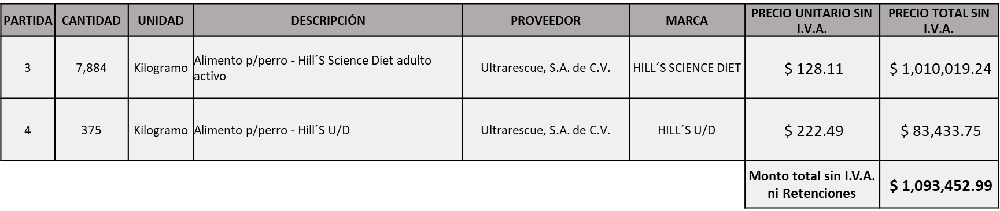 PARTIDA CANTIDAD UNIDAD DESCRIPCIÓN PROVEEDOR MARCA PRECIO UNITARIO SIN I.V.A. PRECIO TOTAL SIN I.V.A.
3 7,884 Kilogramo Alimento p/perro - Hill´S Science Diet adulto activo Ultrarescue, S.A. de C.V. HILL´S SCIENCE DIET $ 128.11 $ 1,010,019.24
4 375 Kilogramo Alimento p/perro - Hill´S U/D Ultrarescue, S.A. de C.V. HILL´S U/D $ 222.49 $ 83,433.75
Monto total sin I.V.A. ni Retenciones $ 1,093,452.99